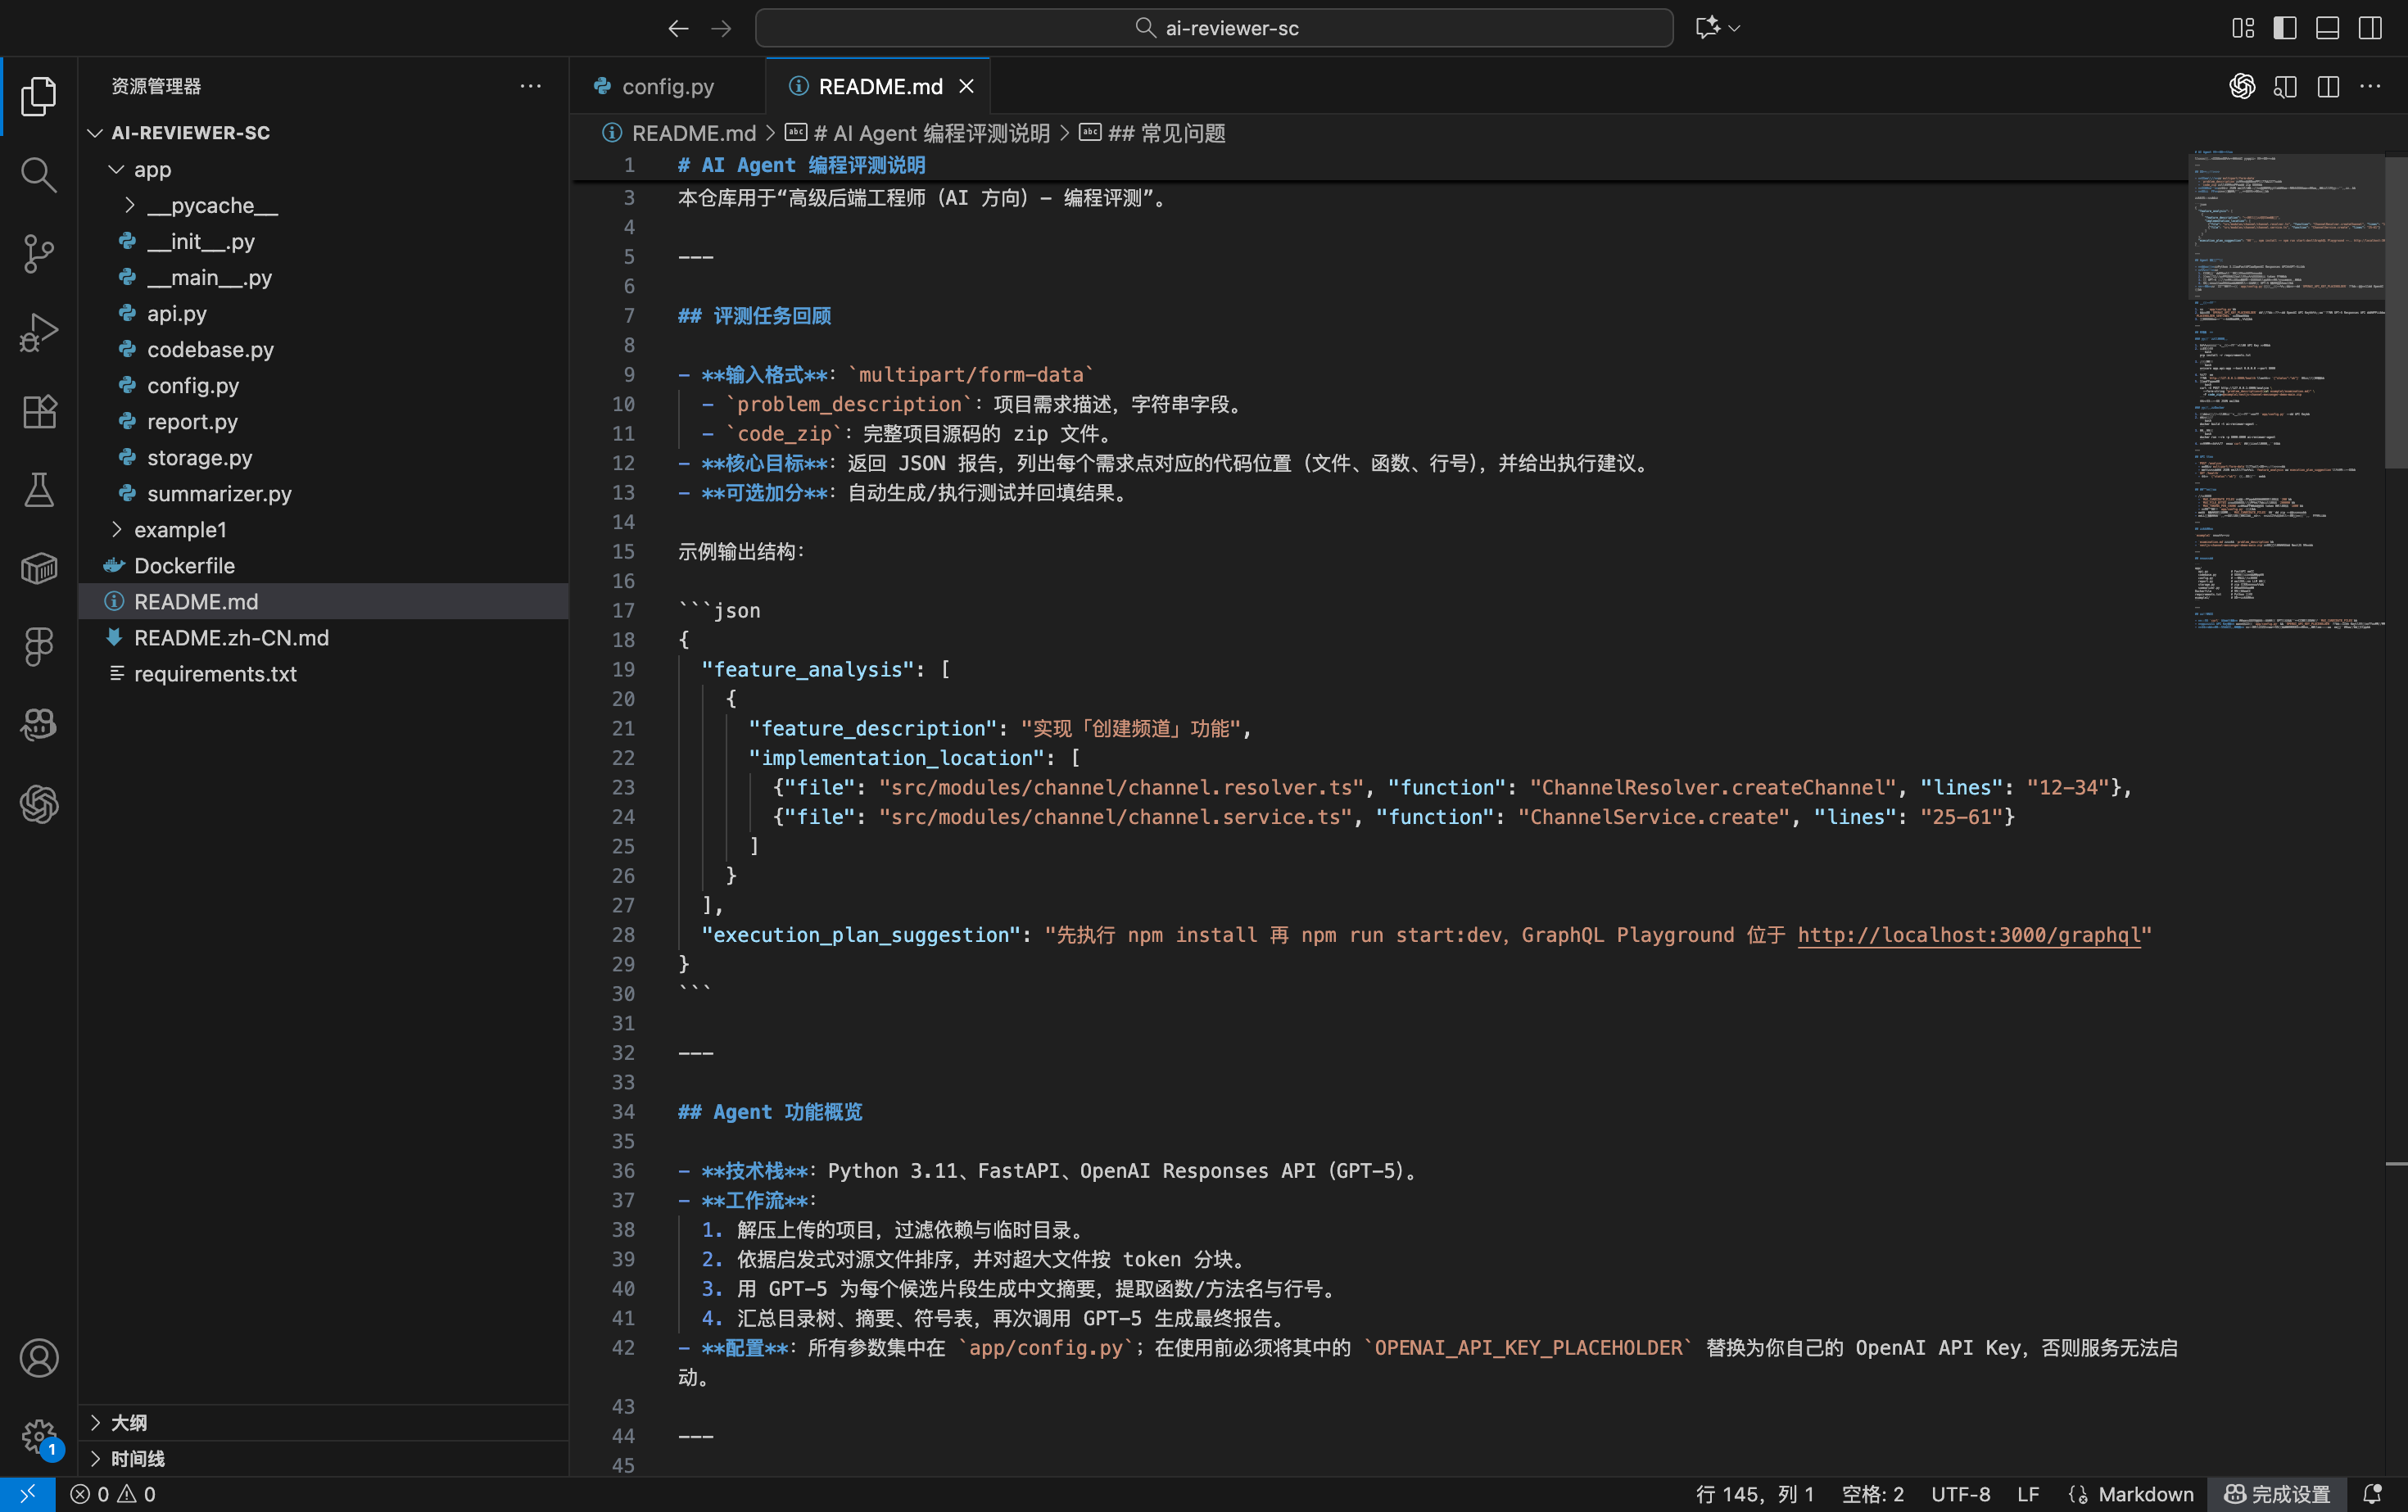 ai-reviewer-sc
资源管理器
AI-REVIEWER-SC
app
__pycache__
__init__.py
__main__.py
api.py
codebase.py
config.py
report.py
storage.py
summarizer.py
example1
Dockerfile
README.md
README.zh-CN.md
requirements.txt
大纲
时间线
config.py
README.md
README.md > # AI Agent 编程评测说明 > ## 常见问题
1 # AI Agent 编程评测说明
3 本仓库用于“高级后端工程师（AI 方向）- 编程评测”。
4
5 ---
6
7 ## 评测任务回顾
8
9 - **输入格式**：`multipart/form-data`
10 - `problem_description`：项目需求描述，字符串字段。
11 - `code_zip`：完整项目源码的 zip 文件。
12 - **核心目标**：返回 JSON 报告，列出每个需求点对应的代码位置（文件、函数、行号），并给出执行建议。
13 - **可选加分**：自动生成/执行测试并回填结果。
14
15 示例输出结构：
16
17 ```json
18 {
19 "feature_analysis": [
20 {
21 "feature_description": "实现「创建频道」功能",
22 "implementation_location": [
23 {"file": "src/modules/channel/channel.resolver.ts", "function": "ChannelResolver.createChannel", "lines": "12-34"},
24 {"file": "src/modules/channel/channel.service.ts", "function": "ChannelService.create", "lines": "25-61"}
25 ]
26 }
27 ],
28 "execution_plan_suggestion": "先执行 npm install 再 npm run start:dev，GraphQL Playground 位于 http://localhost:3000/graphql"
29 }
30 ```
31
32 ---
33
34 ## Agent 功能概览
35
36 - **技术栈**：Python 3.11、FastAPI、OpenAI Responses API（GPT-5）。
37 - **工作流**：
38 1. 解压上传的项目，过滤依赖与临时目录。
39 2. 依据启发式对源文件排序，并对超大文件按 token 分块。
40 3. 用 GPT-5 为每个候选片段生成中文摘要，提取函数/方法名与行号。
41 4. 汇总目录树、摘要、符号表，再次调用 GPT-5 生成最终报告。
42 - **配置**：所有参数集中在 `app/config.py`；在使用前必须将其中的 `OPENAI_API_KEY_PLACEHOLDER` 替换为你自己的 OpenAI API Key，否则服务无法启
动。
43
44 ---
45
1
0 0
行 145，列 1 空格: 2 UTF-8 LF Markdown 完成设置